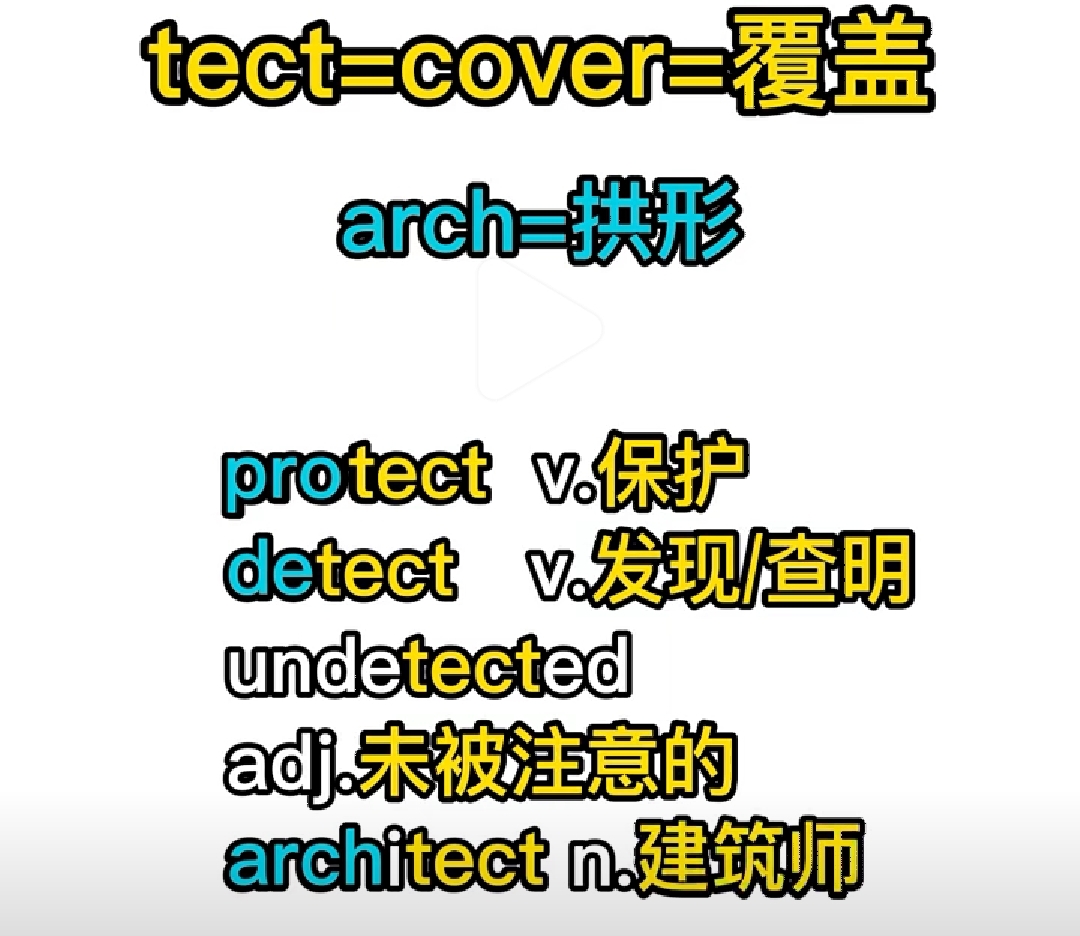 tect=cover=覆盖
arch=拱形
protect v.保护
detect v.发现/查明
undetected
adj.未被注意的
architect n.建筑师